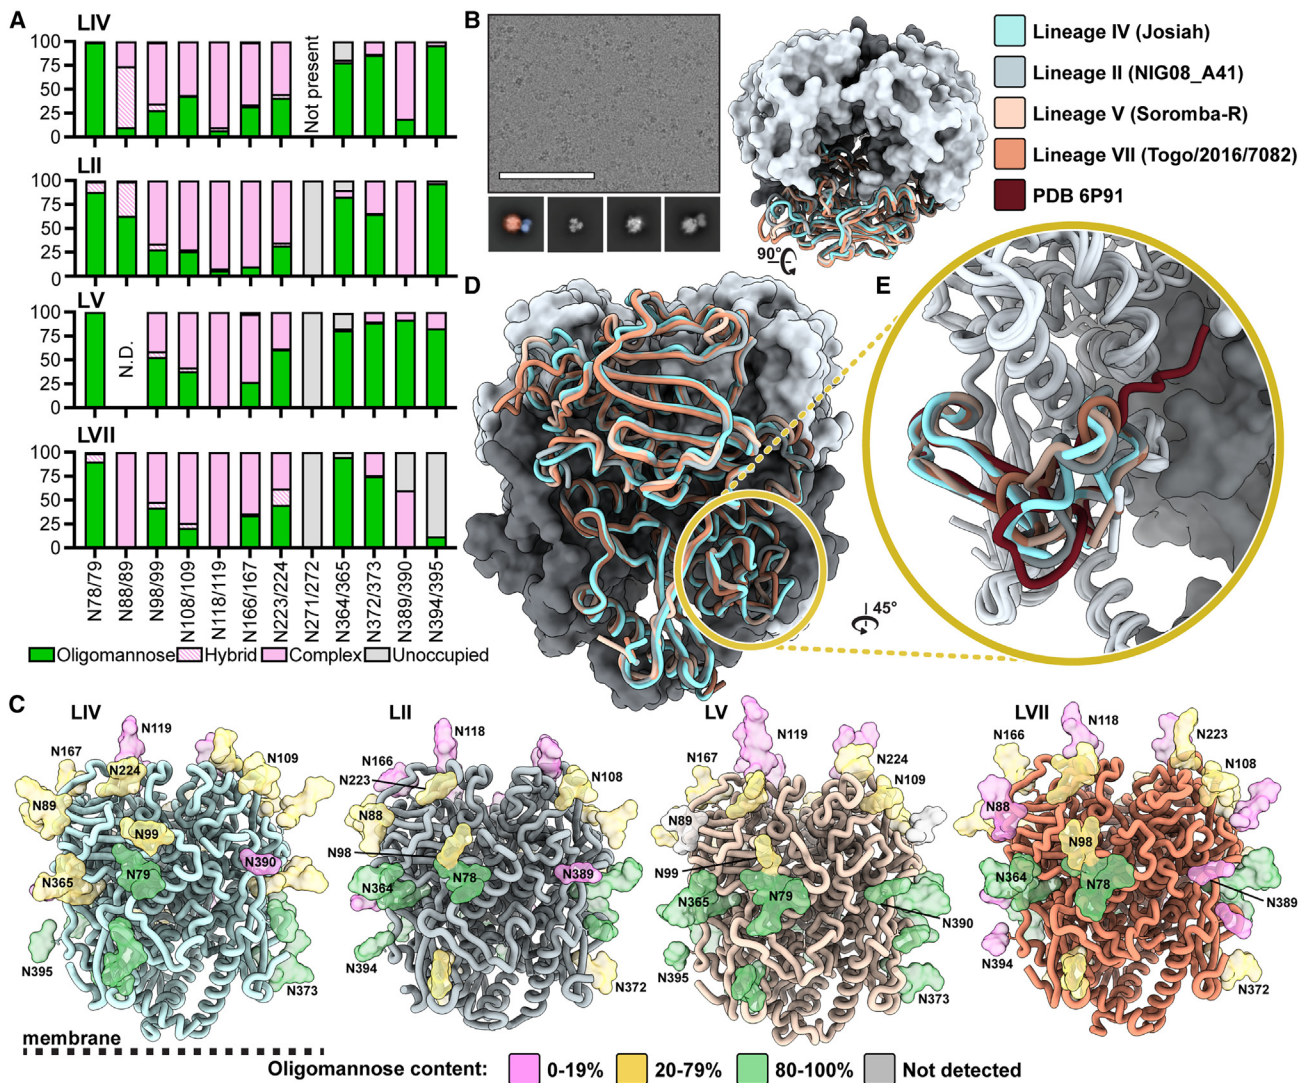 A
LIV
100
75
50
25
0
Not present
LII
100
75
50
25
0
LV
100
75
50
25
0
N.D.
LVII
100
75
50
25
0
N78/79
N88/89
N98/99
N108/109
N118/119
N166/167
N223/224
N271/272
N364/365
N372/373
N389/390
N394/395
Oligomannose
Hybrid
Complex
Unoccupied
B
90°
Lineage IV (Josiah)
Lineage II (NIG08_A41)
Lineage V (Soromba-R)
Lineage VII (Togo/2016/7082)
PDB 6P91
D
E
45°
C
LIV
N119
N167
N224
N109
N89
N99
N79
N390
N365
N395
N373
membrane
LII
N118
N166
N223
N108
N88
N98
N78
N389
N364
N394
N372
LV
N119
N167
N224
N109
N89
N99
N79
N365
N390
N395
N373
LVII
N118
N223
N166
N108
N88
N98
N364
N78
N389
N394
N372
Oligomannose content:
0-19%
20-79%
80-100%
Not detected